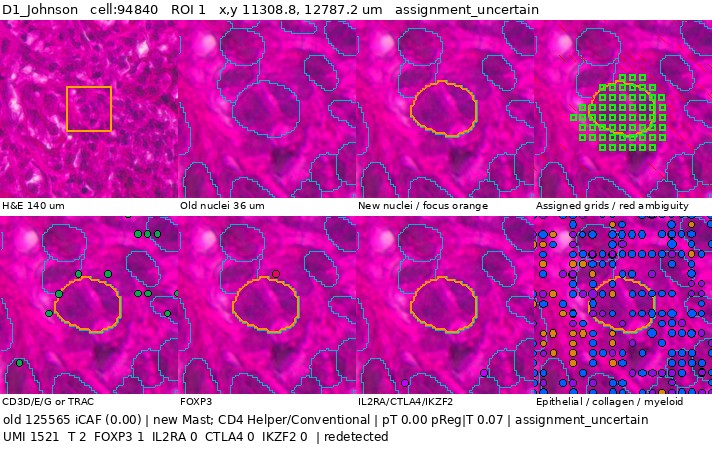 D1_Johnson cell:94840 ROI 1 x,y 11308.8, 12787.2 um assignment_uncertain
H&E 140 um
Old nuclei 36 um
New nuclei / focus orange
Assigned grids / red ambiguity
CD3D/E/G or TRAC
FOXP3
IL2RA/CTLA4/IKZF2
Epithelial / collagen / myeloid
old 125565 iCAF (0.00) | new Mast; CD4 Helper/Conventional | pT 0.00 pReg|T 0.07 | assignment_uncertain
UMI 1521 T 2 FOXP3 1 IL2RA 0 CTLA4 0 IKZF2 0 | redetected